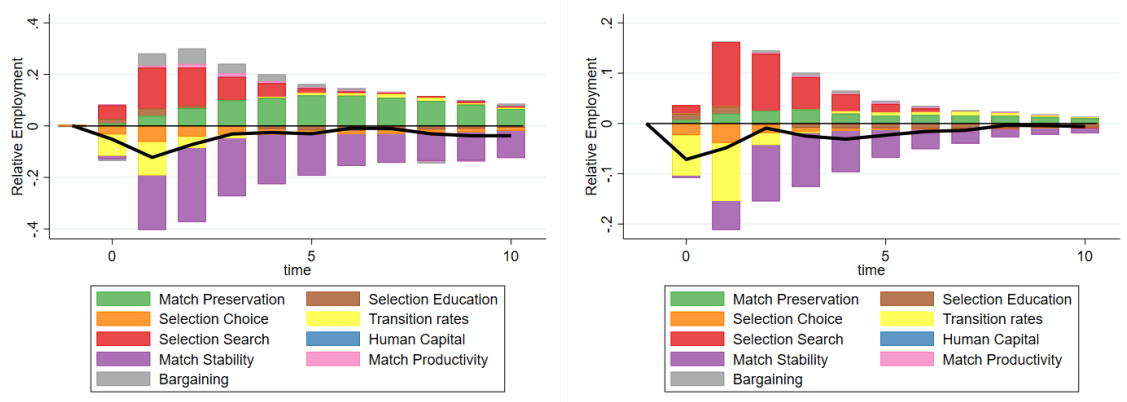 .4
.2
0
-.2
-.4
Relative Employment
0 5 10
time
Match Preservation Selection Education
Selection Choice Transition rates
Selection Search Human Capital
Match Stability Match Productivity
Bargaining
.2
.1
0
-.1
-.2
Relative Employment
0 5 10
time
Match Preservation Selection Education
Selection Choice Transition rates
Selection Search Human Capital
Match Stability Match Productivity
Bargaining